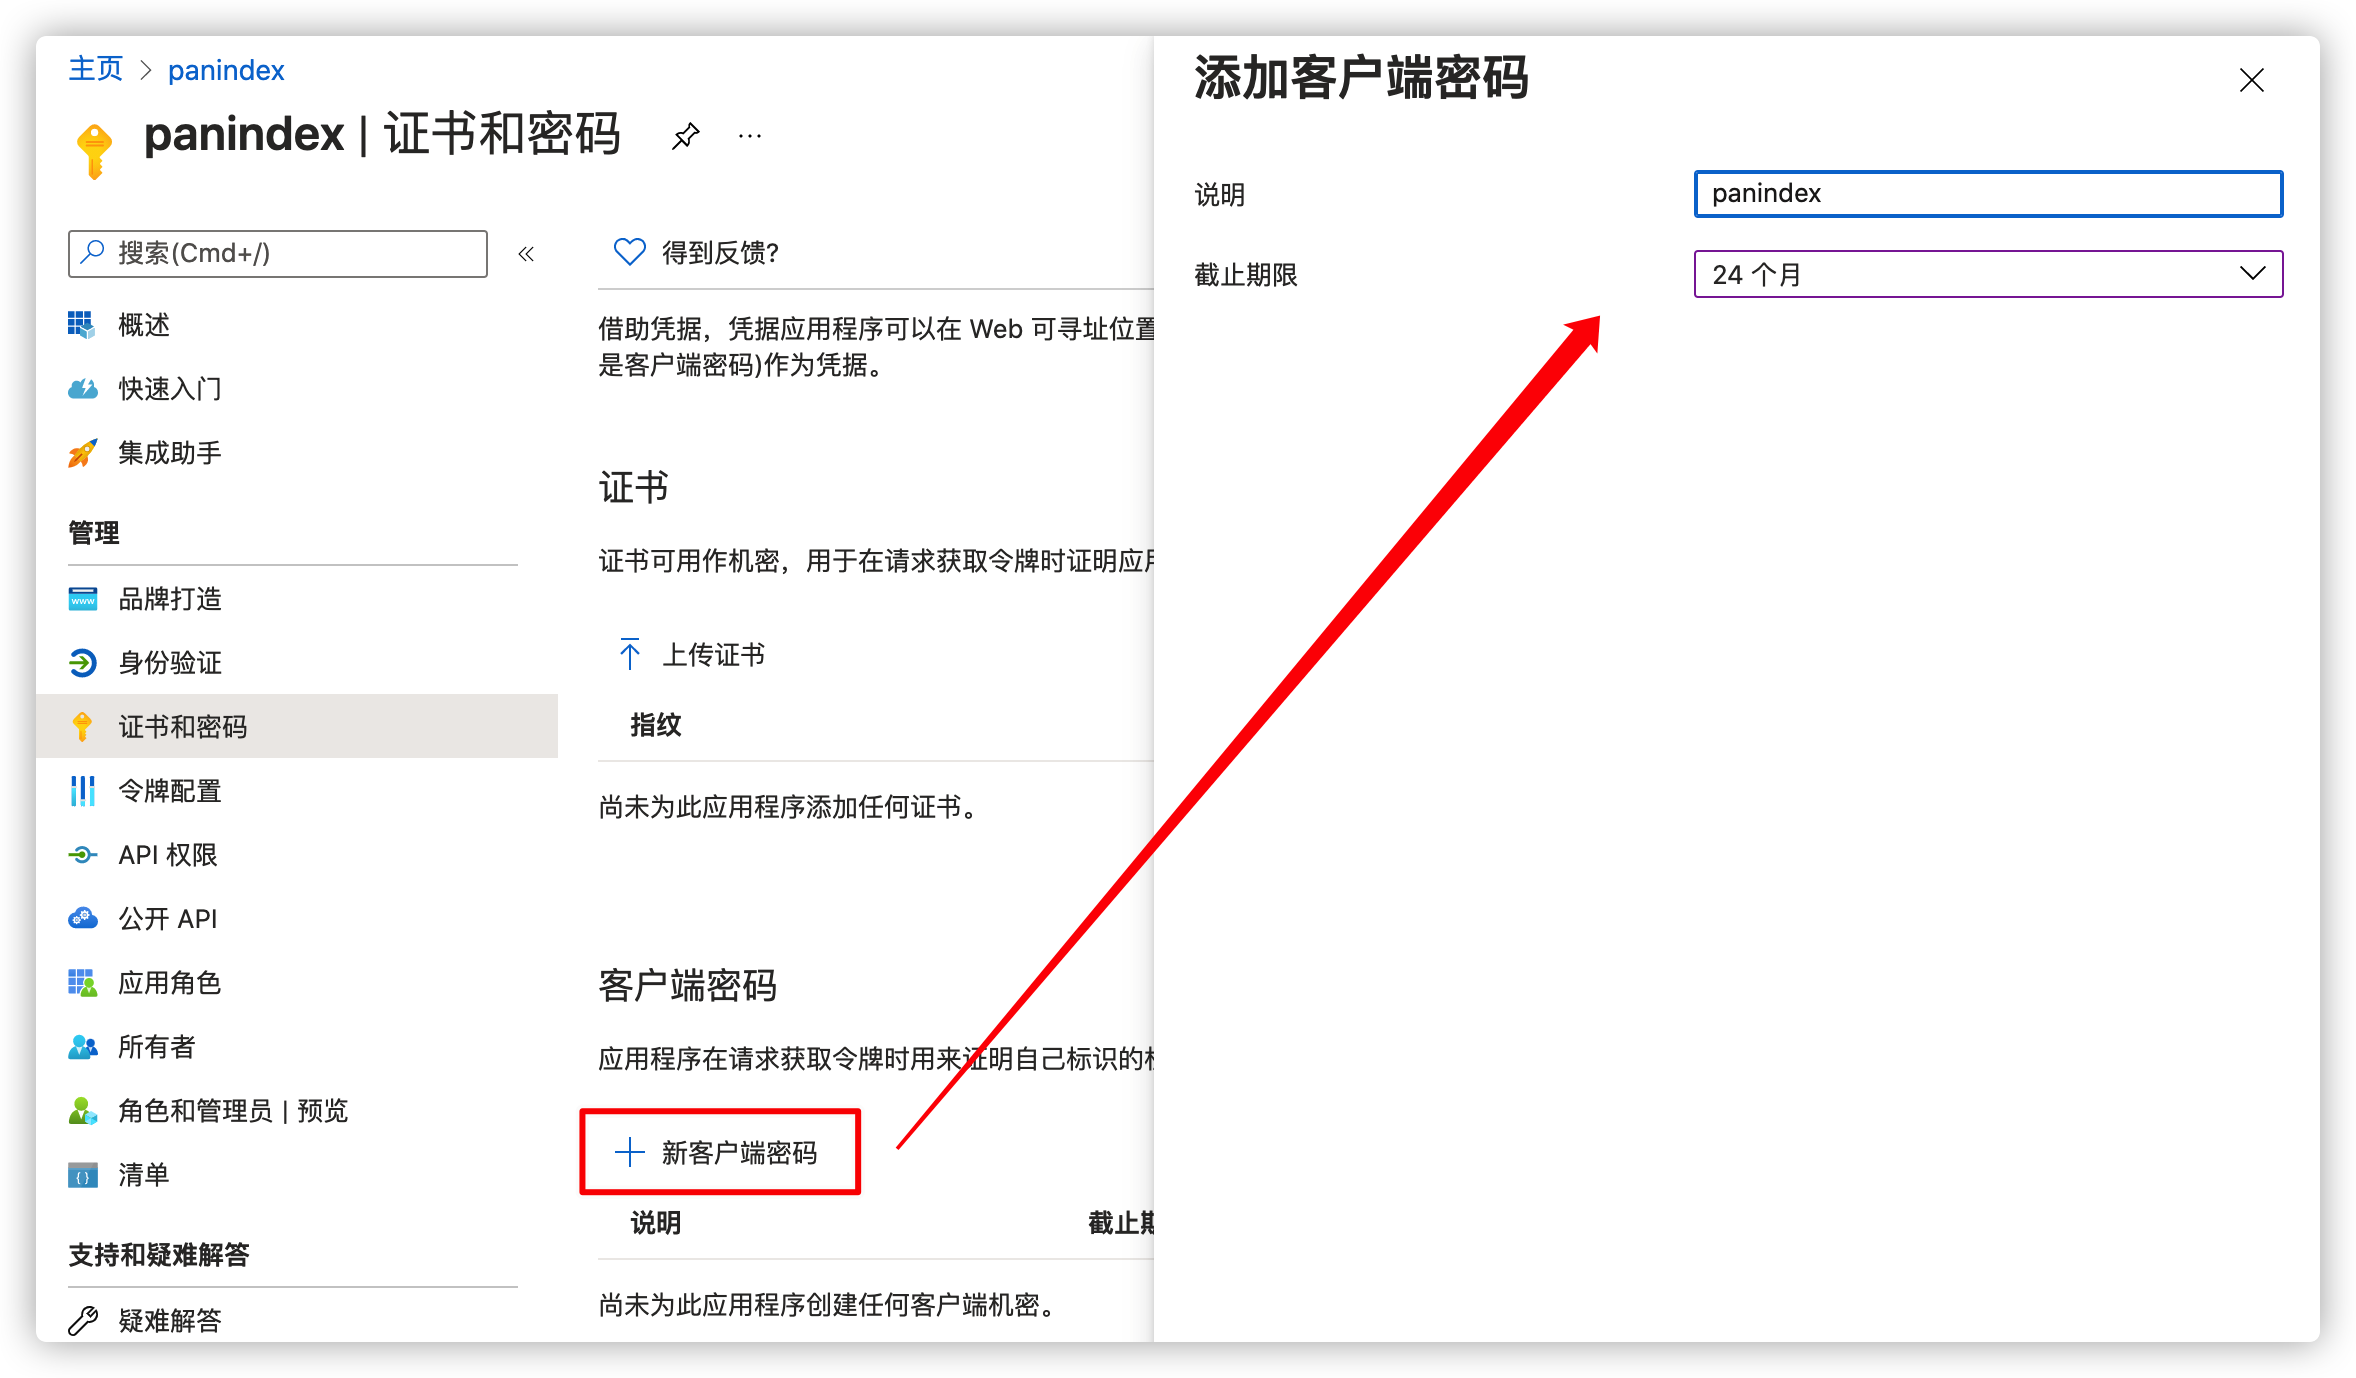 主页 > panindex
panindex | 证书和密码 ...
搜索(Cmd+/)
«
概述
快速入门
集成助手
管理
品牌打造
身份验证
证书和密码
令牌配置
API 权限
公开 API
应用角色
所有者
角色和管理员 | 预览
清单
支持和疑难解答
疑难解答
得到反馈?
借助凭据，凭据应用程序可以在 Web 可寻址位置
是客户端密码)作为凭据。
证书
证书可用作机密，用于在请求获取令牌时证明应
上传证书
指纹
尚未为此应用程序添加任何证书。
客户端密码
应用程序在请求获取令牌时用来证明自己标识的
新客户端密码
说明 截止
尚未为此应用程序创建任何客户端机密。
添加客户端密码
说明 panindex
截止期限 24 个月